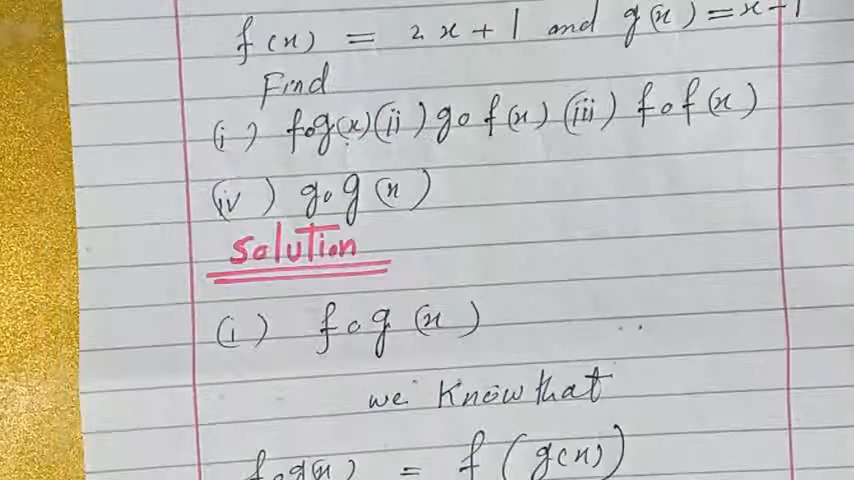 f(x) = 2x+1 and g(x)=x-1
Find
(i) fog(x)(ii) gof(x) (iii) fof(x)
(iv) gog(x)
Solution
(i) fog(x)
we know that
fog(x) = f(g(x))